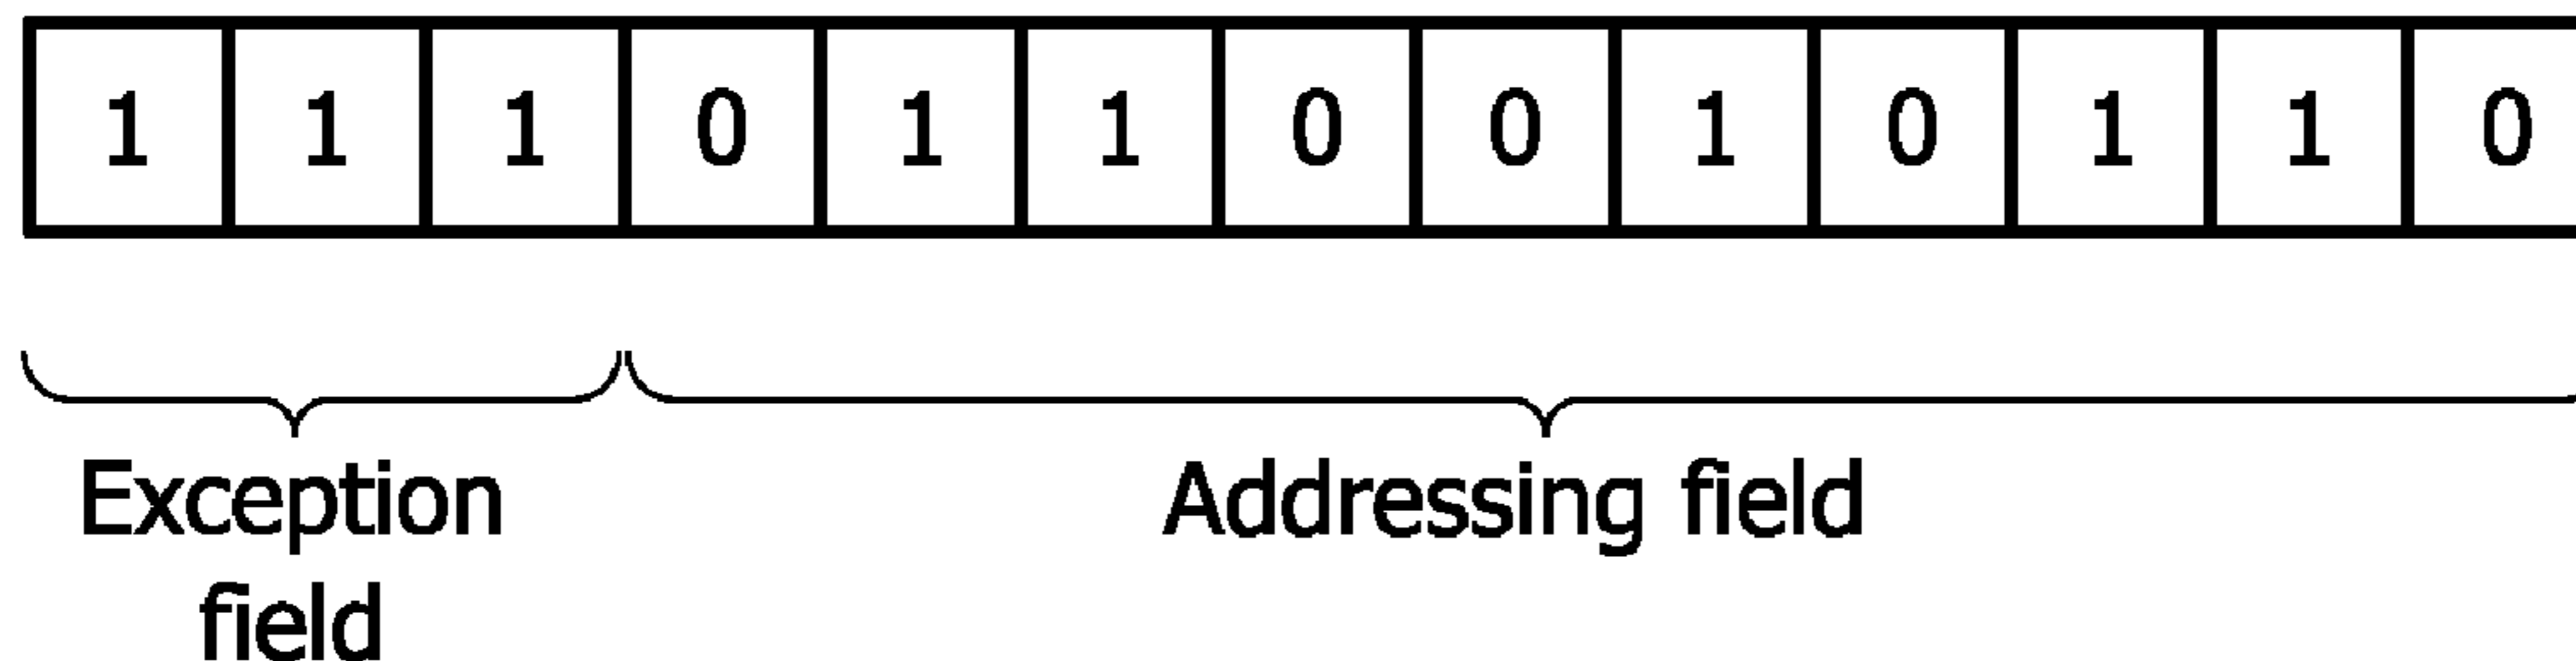 1 1 1 0 1 1 0 0 1 0 1 1 0
Exception
field
Addressing field